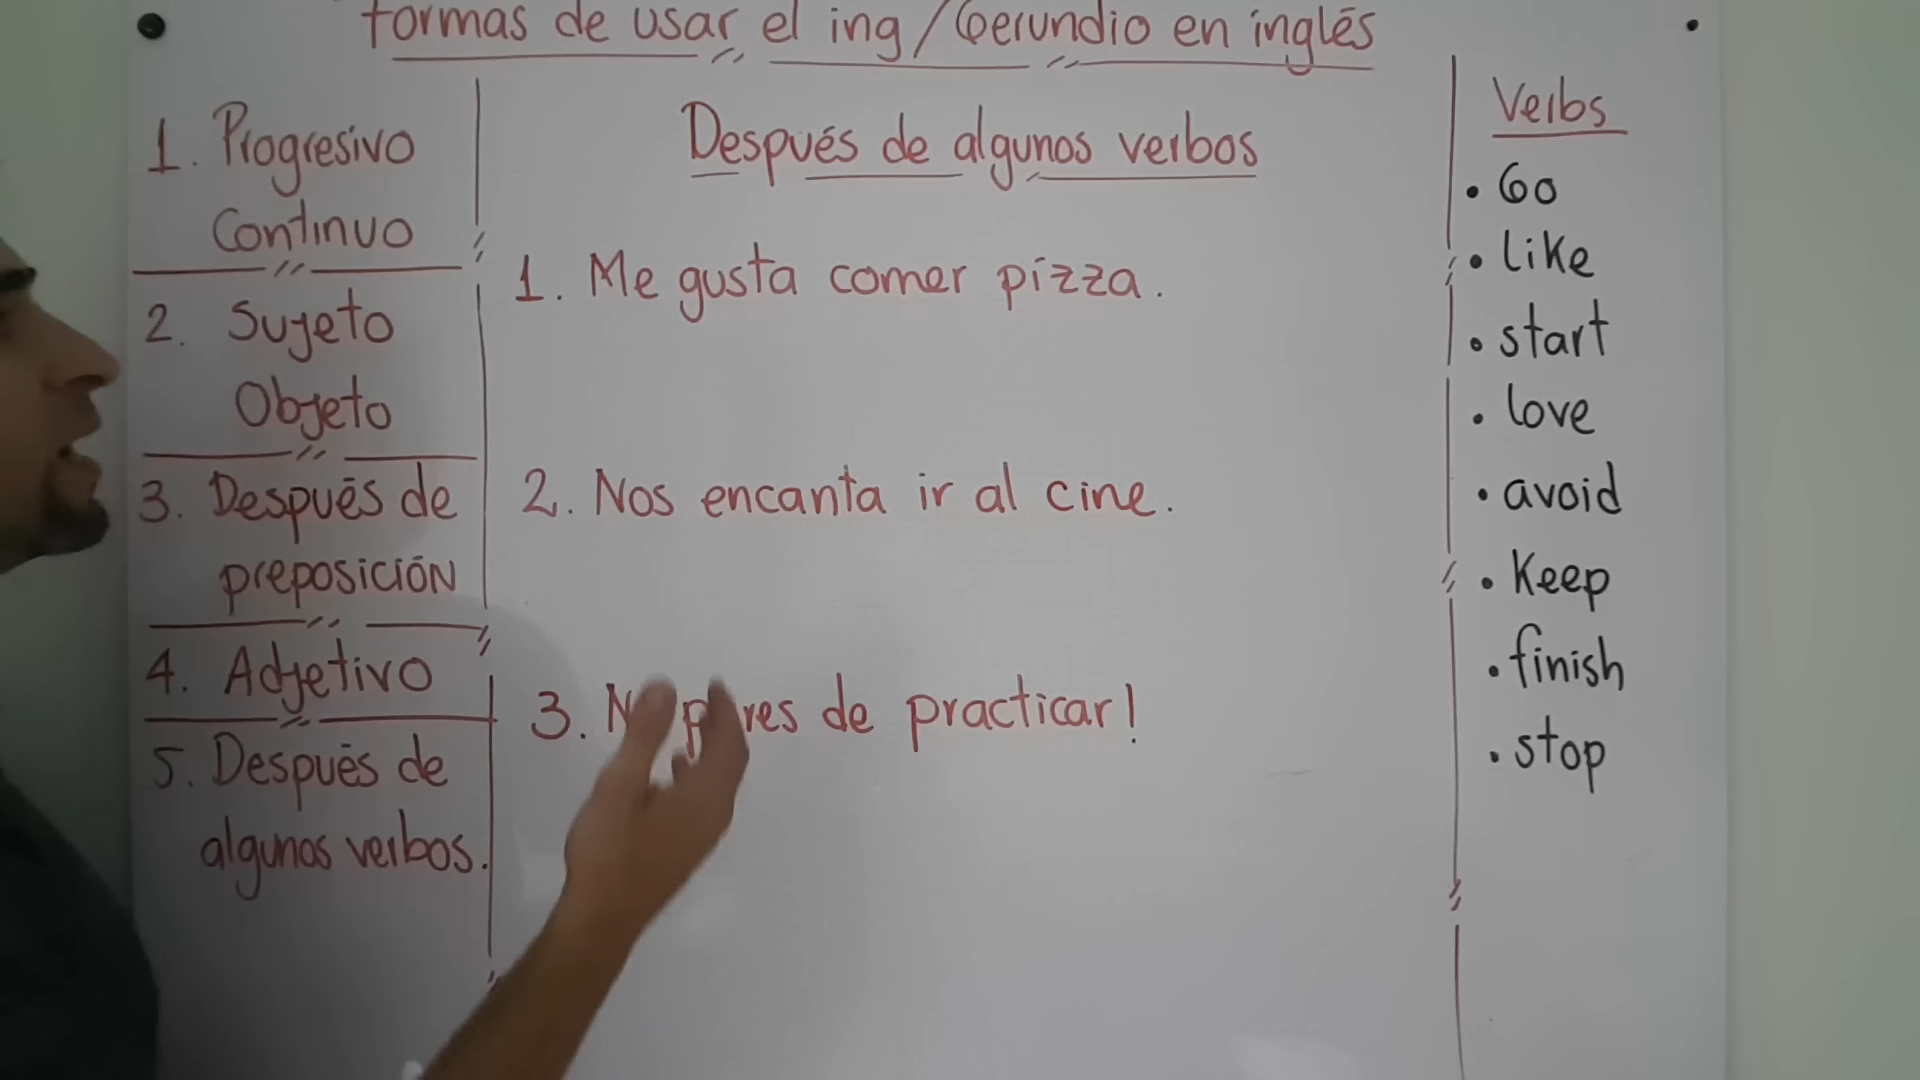 formas de usar el ing/Gerundio en inglés
1. Progresivo
Continuo
2. Sujeto
Objeto
3. Después de
preposición
4. Adjetivo
5. Después de
algunos verbos.
Después de algunos verbos
1. Me gusta comer pizza.
2. Nos encanta ir al cine.
3. No pares de practicar!
Verbs
• Go
• like
• start
• love
• avoid
• Keep
• finish
• stop